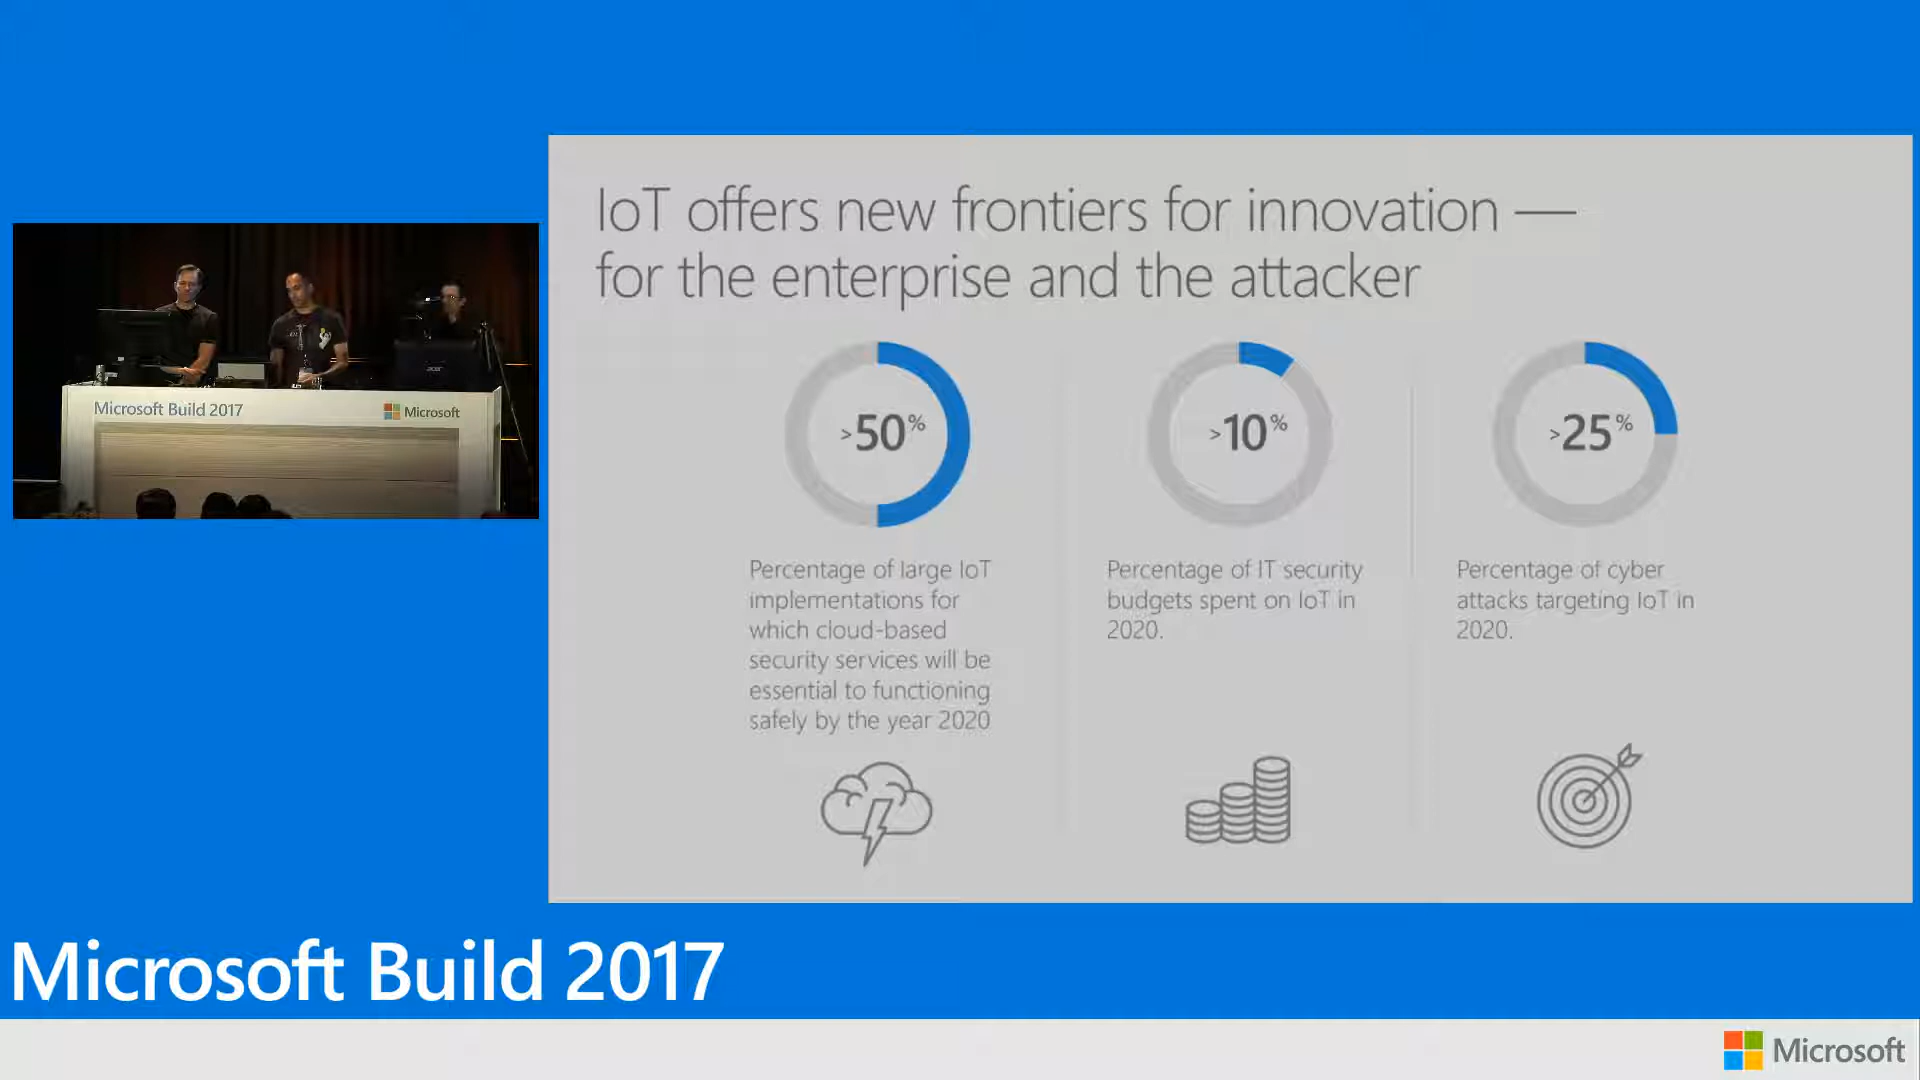 IoT offers new frontiers for innovation —
for the enterprise and the attacker
>50%
Percentage of large IoT
implementations for
which cloud-based
security services will be
essential to functioning
safely by the year 2020
>10%
Percentage of IT security
budgets spent on IoT in
2020.
>25%
Percentage of cyber
attacks targeting IoT in
2020.
Microsoft Build 2017
Microsoft
acer
Microsoft Build 2017
Microsoft